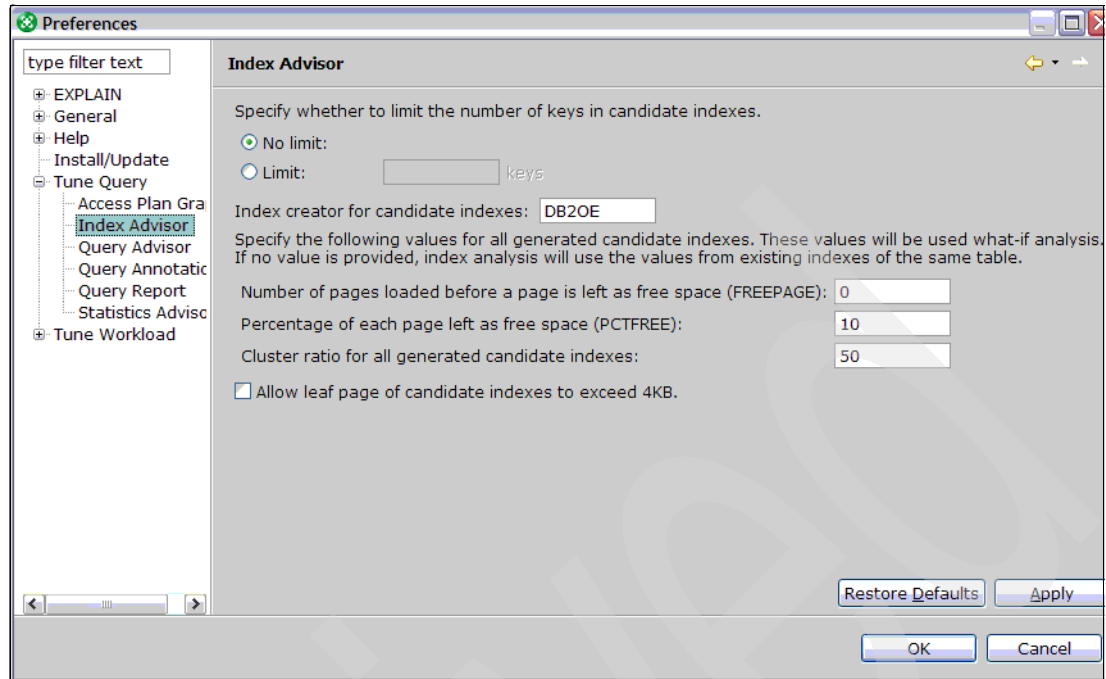 Preferences
type filter text
EXPLAIN
General
Help
Install/Update
Tune Query
Access Plan Gra
Index Advisor
Query Advisor
Query Annotatic
Query Report
Statistics Advisc
Tune Workload
Index Advisor
Specify whether to limit the number of keys in candidate indexes.
No limit:
Limit: keys
Index creator for candidate indexes: DB2OE
Specify the following values for all generated candidate indexes. These values will be used what-if analysis.
If no value is provided, index analysis will use the values from existing indexes of the same table.
Number of pages loaded before a page is left as free space (FREEPAGE): 0
Percentage of each page left as free space (PCTFREE): 10
Cluster ratio for all generated candidate indexes: 50
Allow leaf page of candidate indexes to exceed 4KB.
Restore Defaults Apply
OK Cancel